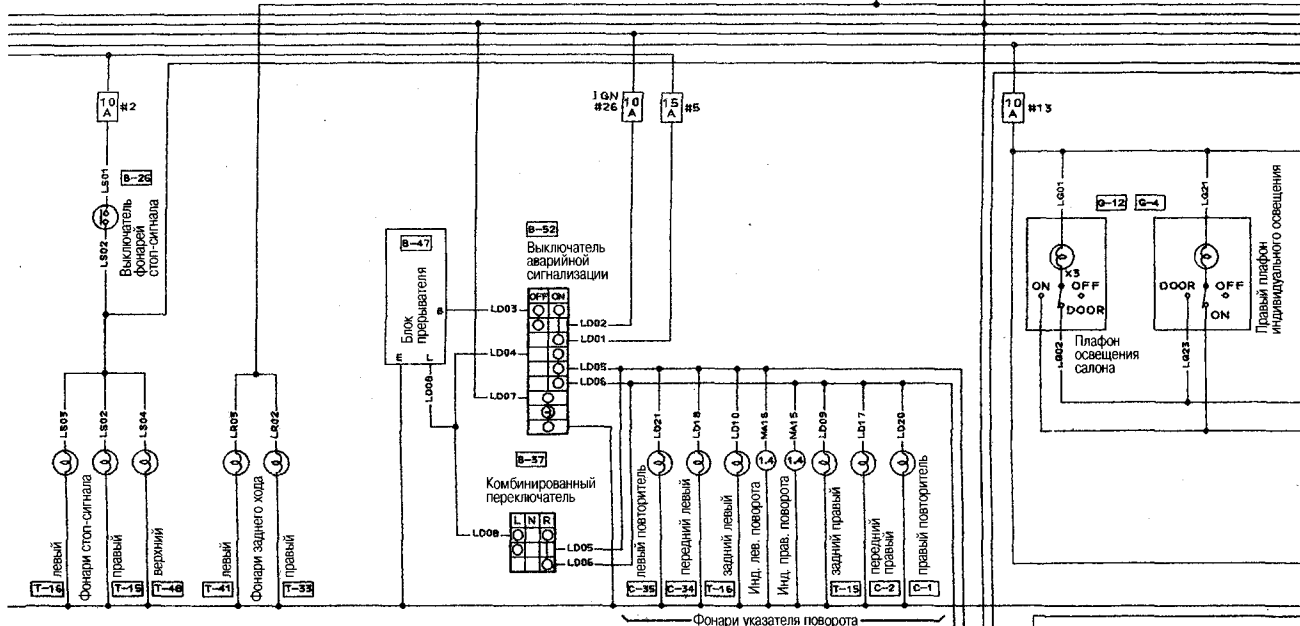 10 A #2
IGN #26 10 A
15 A #5
10 A #13
LS01
B-26
Выключатель
фонарей
стоп-сигнала
LS02
B-47
Блок
прерывателя
B
E L
LD08
B-52
Выключатель
аварийной
сигнализации
OFF ON
LD03
LD02
LD01
LD04
LD05
LD06
LD07
B-37
Комбинированный
переключатель
L N R
LD08
LD05
LD06
LG01
G-12 G-4
LG21
X3
ON OFF
DOOR
LG02
Плафон
освещения
салона
DOOR OFF
ON
LG23
Правый плафон
индивидуального освещения
LS03
LS02
LS04
LR03
LR02
левый
Фонари стоп-сигнала
правый
верхний
T-16
T-15
T-48
левый
Фонари заднего хода
правый
T-41
T-33
LD21
LD18
LD10
MA16
MA15
LD09
LD17
LD20
1.4
1.4
левый повторитель
передний левый
задний левый
Инд. лев. поворота
Инд. прав. поворота
задний правый
передний
правый
правый повторитель
C-35
C-34
T-16
T-15
C-2
C-1
Фонари указателя поворота